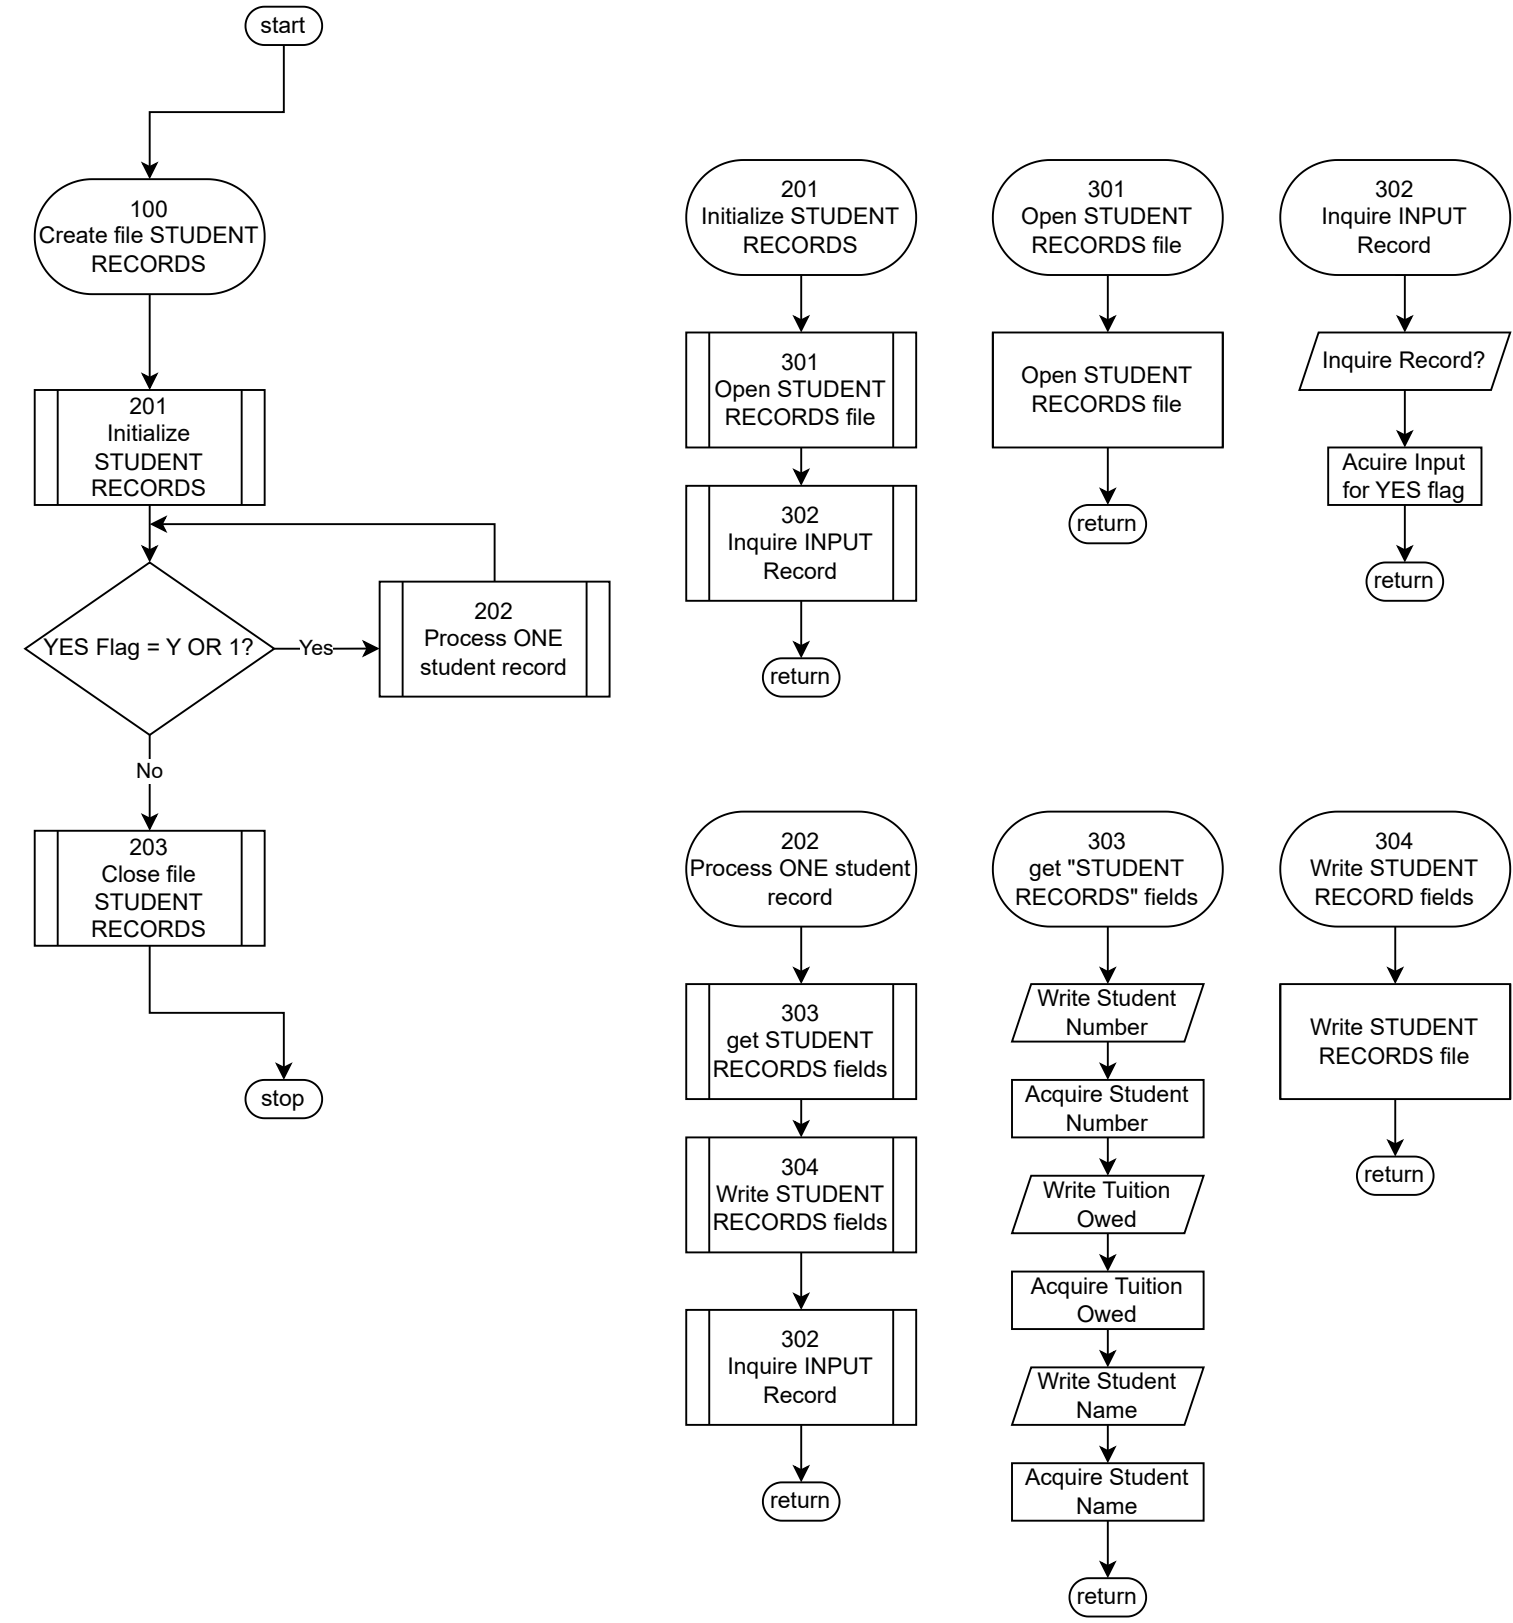 start
100
Create file STUDENT
RECORDS
201
Initialize
STUDENT
RECORDS
YES Flag = Y OR 1?
Yes
202
Process ONE
student record
No
203
Close file
STUDENT
RECORDS
stop
201
Initialize STUDENT
RECORDS
301
Open STUDENT
RECORDS file
302
Inquire INPUT
Record
return
301
Open STUDENT
RECORDS file
Open STUDENT
RECORDS file
return
302
Inquire INPUT
Record
Inquire Record?
Acuire Input
for YES flag
return
202
Process ONE student
record
303
get STUDENT
RECORDS fields
304
Write STUDENT
RECORDS fields
302
Inquire INPUT
Record
return
303
get "STUDENT
RECORDS" fields
Write Student
Number
Acquire Student
Number
Write Tuition
Owed
Acquire Tuition
Owed
Write Student
Name
Acquire Student
Name
return
304
Write STUDENT
RECORD fields
Write STUDENT
RECORDS file
return